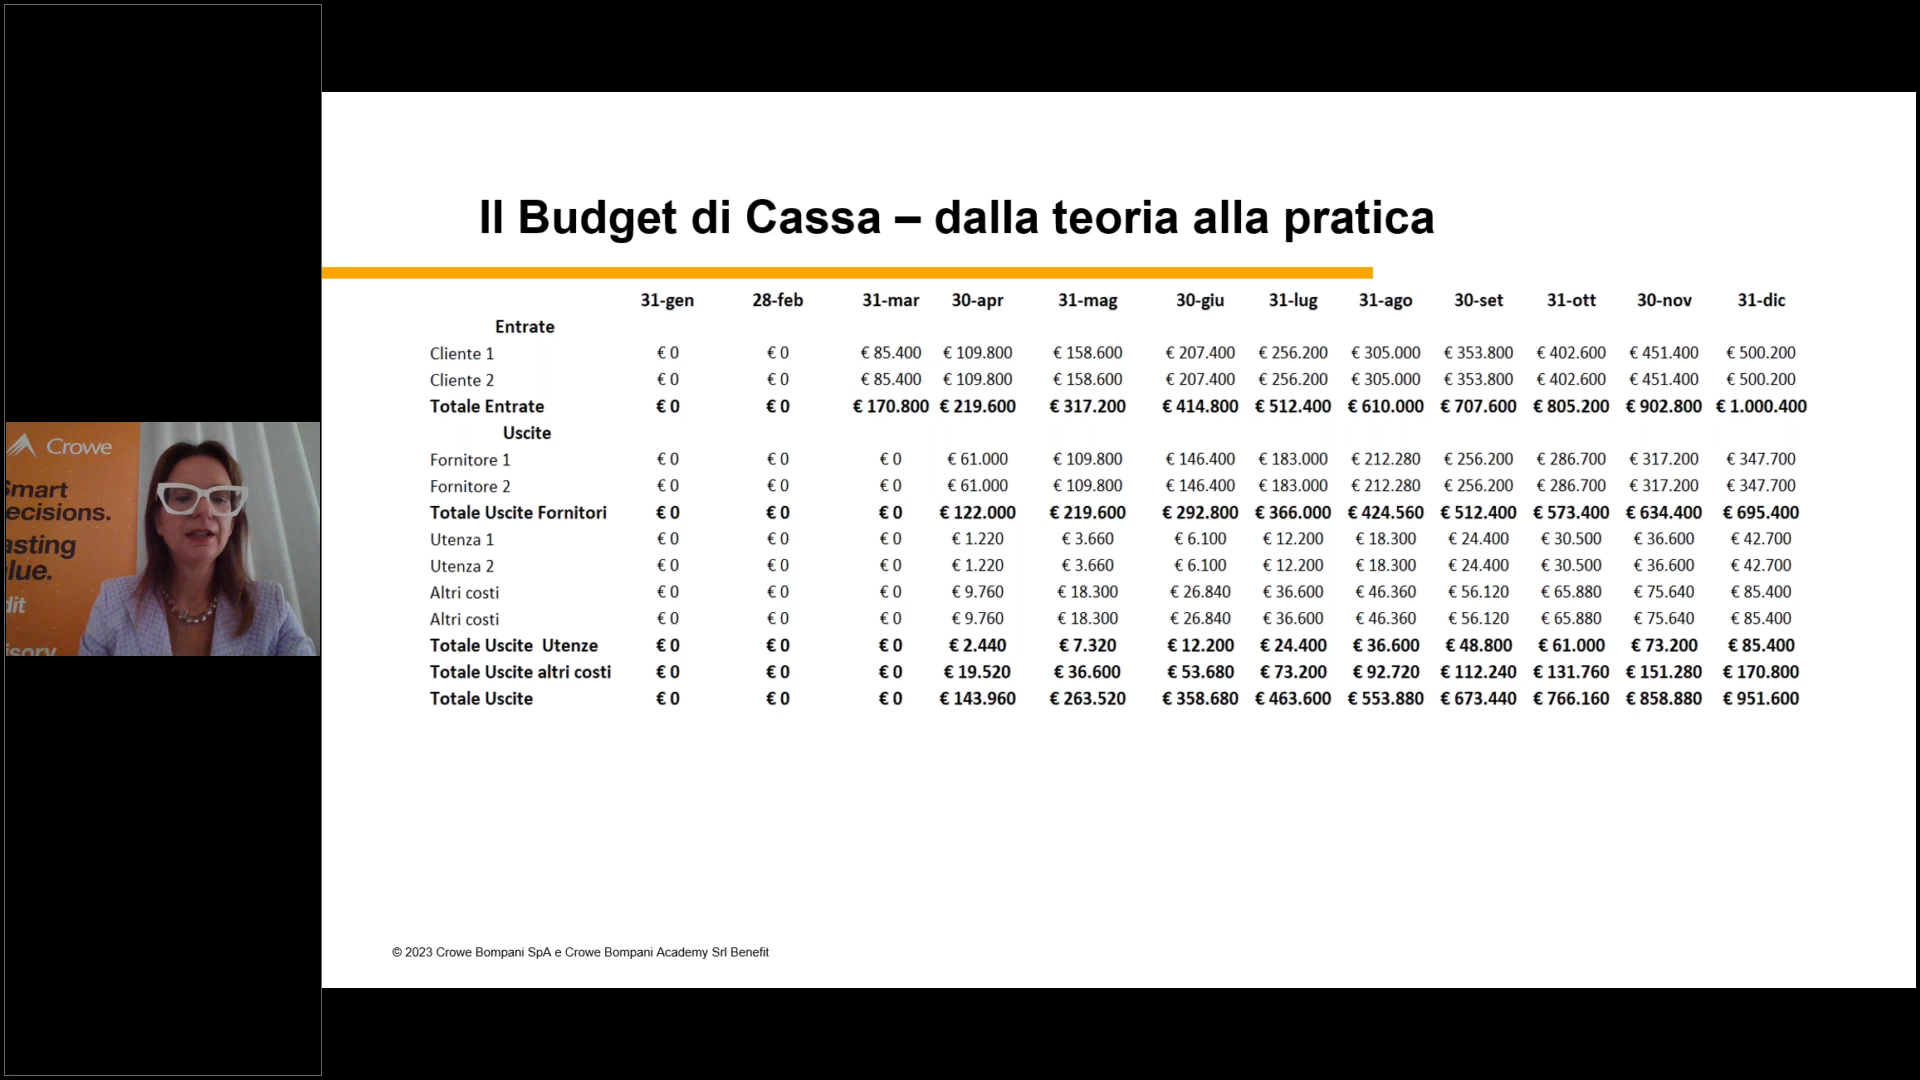 Crowe
Smart
ecisions.
asting
lue.
dit
isory
Il Budget di Cassa – dalla teoria alla pratica
31-gen 28-feb 31-mar 30-apr 31-mag 30-giu 31-lug 31-ago 30-set 31-ott 30-nov 31-dic
Entrate
Cliente 1 € 0 € 0 € 85.400 € 109.800 € 158.600 € 207.400 € 256.200 € 305.000 € 353.800 € 402.600 € 451.400 € 500.200
Cliente 2 € 0 € 0 € 85.400 € 109.800 € 158.600 € 207.400 € 256.200 € 305.000 € 353.800 € 402.600 € 451.400 € 500.200
Totale Entrate € 0 € 0 € 170.800 € 219.600 € 317.200 € 414.800 € 512.400 € 610.000 € 707.600 € 805.200 € 902.800 € 1.000.400
Uscite
Fornitore 1 € 0 € 0 € 0 € 61.000 € 109.800 € 146.400 € 183.000 € 212.280 € 256.200 € 286.700 € 317.200 € 347.700
Fornitore 2 € 0 € 0 € 0 € 61.000 € 109.800 € 146.400 € 183.000 € 212.280 € 256.200 € 286.700 € 317.200 € 347.700
Totale Uscite Fornitori € 0 € 0 € 0 € 122.000 € 219.600 € 292.800 € 366.000 € 424.560 € 512.400 € 573.400 € 634.400 € 695.400
Utenza 1 € 0 € 0 € 0 € 1.220 € 3.660 € 6.100 € 12.200 € 18.300 € 24.400 € 30.500 € 36.600 € 42.700
Utenza 2 € 0 € 0 € 0 € 1.220 € 3.660 € 6.100 € 12.200 € 18.300 € 24.400 € 30.500 € 36.600 € 42.700
Altri costi € 0 € 0 € 0 € 9.760 € 18.300 € 26.840 € 36.600 € 46.360 € 56.120 € 65.880 € 75.640 € 85.400
Altri costi € 0 € 0 € 0 € 9.760 € 18.300 € 26.840 € 36.600 € 46.360 € 56.120 € 65.880 € 75.640 € 85.400
Totale Uscite Utenze € 0 € 0 € 0 € 2.440 € 7.320 € 12.200 € 24.400 € 36.600 € 48.800 € 61.000 € 73.200 € 85.400
Totale Uscite altri costi € 0 € 0 € 0 € 19.520 € 36.600 € 53.680 € 73.200 € 92.720 € 112.240 € 131.760 € 151.280 € 170.800
Totale Uscite € 0 € 0 € 0 € 143.960 € 263.520 € 358.680 € 463.600 € 553.880 € 673.440 € 766.160 € 858.880 € 951.600
© 2023 Crowe Bompani SpA e Crowe Bompani Academy Srl Benefit